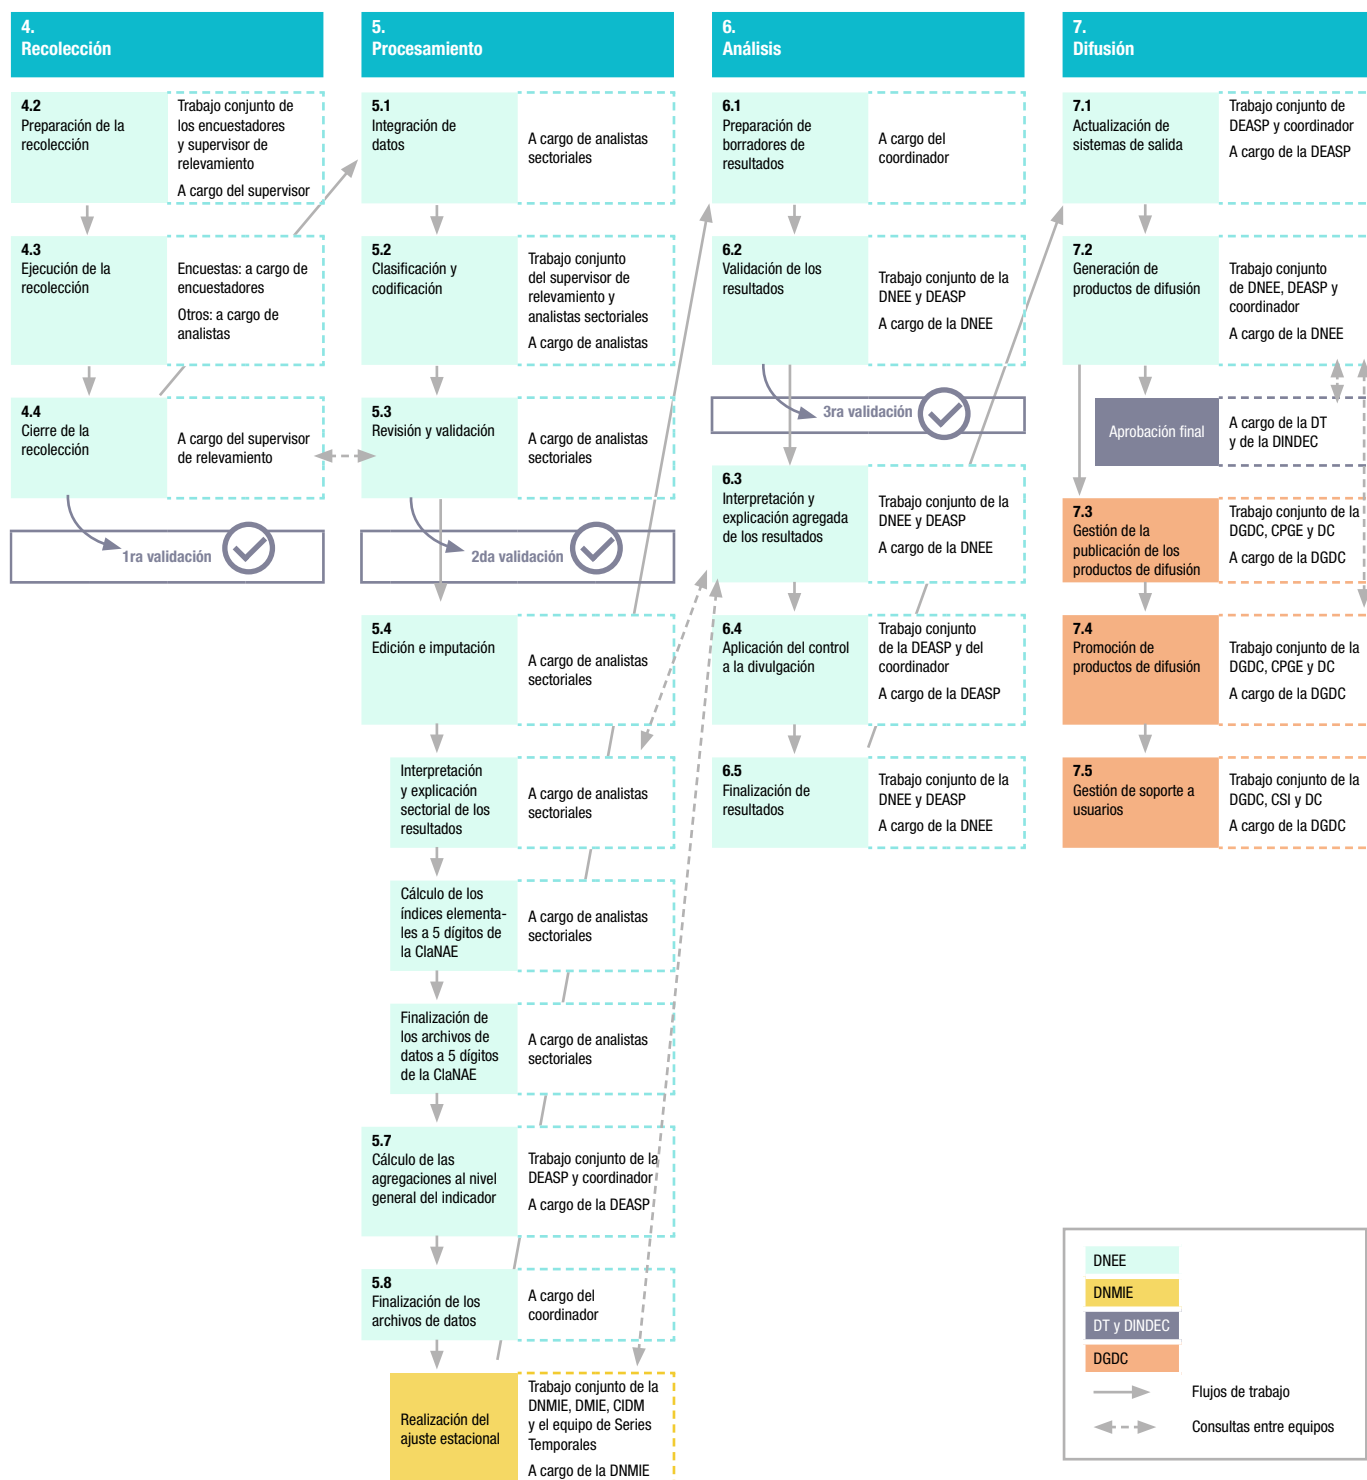 4.
Recolección
4.2
Preparación de la
recolección
Trabajo conjunto de
los encuestadores
y supervisor de
relevamiento
A cargo del supervisor
4.3
Ejecución de la
recolección
Encuestas: a cargo de
encuestadores
Otros: a cargo de
analistas
4.4
Cierre de la
recolección
A cargo del supervisor
de relevamiento
1ra validación
5.
Procesamiento
5.1
Integración de
datos
A cargo de analistas
sectoriales
5.2
Clasificación y
codificación
Trabajo conjunto
del supervisor de
relevamiento y
analistas sectoriales
A cargo de analistas
5.3
Revisión y validación
A cargo de analistas
sectoriales
2da validación
5.4
Edición e imputación
A cargo de analistas
sectoriales
Interpretación
y explicación
sectorial de los
resultados
A cargo de analistas
sectoriales
Cálculo de los
índices elementa-
les a 5 dígitos de
la ClaNAE
A cargo de analistas
sectoriales
Finalización de
los archivos de
datos a 5 dígitos
de la ClaNAE
A cargo de analistas
sectoriales
5.7
Cálculo de las
agregaciones al nivel
general del indicador
Trabajo conjunto de la
DEASP y coordinador
A cargo de la DEASP
5.8
Finalización de los
archivos de datos
A cargo del
coordinador
Realización del
ajuste estacional
Trabajo conjunto de la
DNMIE, DMIE, CIDM
y el equipo de Series
Temporales
A cargo de la DNMIE
6.
Análisis
6.1
Preparación de
borradores de
resultados
A cargo del
coordinador
6.2
Validación de los
resultados
Trabajo conjunto de la
DNEE y DEASP
A cargo de la DNEE
3ra validación
6.3
Interpretación y
explicación agregada
de los resultados
Trabajo conjunto de la
DNEE y DEASP
A cargo de la DNEE
6.4
Aplicación del control
a la divulgación
Trabajo conjunto
de la DEASP y del
coordinador
A cargo de la DEASP
6.5
Finalización de
resultados
Trabajo conjunto de la
DNEE y DEASP
A cargo de la DNEE
7.
Difusión
7.1
Actualización de
sistemas de salida
Trabajo conjunto de
DEASP y coordinador
A cargo de la DEASP
7.2
Generación de
productos de difusión
Trabajo conjunto
de DNEE, DEASP y
coordinador
A cargo de la DNEE
Aprobación final
A cargo de la DT
y de la DINDEC
7.3
Gestión de la
publicación de los
productos de difusión
Trabajo conjunto de la
DGDC, CPGE y DC
A cargo de la DGDC
7.4
Promoción de
productos de difusión
Trabajo conjunto de la
DGDC, CPGE y DC
A cargo de la DGDC
7.5
Gestión de soporte a
usuarios
Trabajo conjunto de la
DGDC, CSI y DC
A cargo de la DGDC
DNEE
DNMIE
DT y DINDEC
DGDC
Flujos de trabajo
Consultas entre equipos